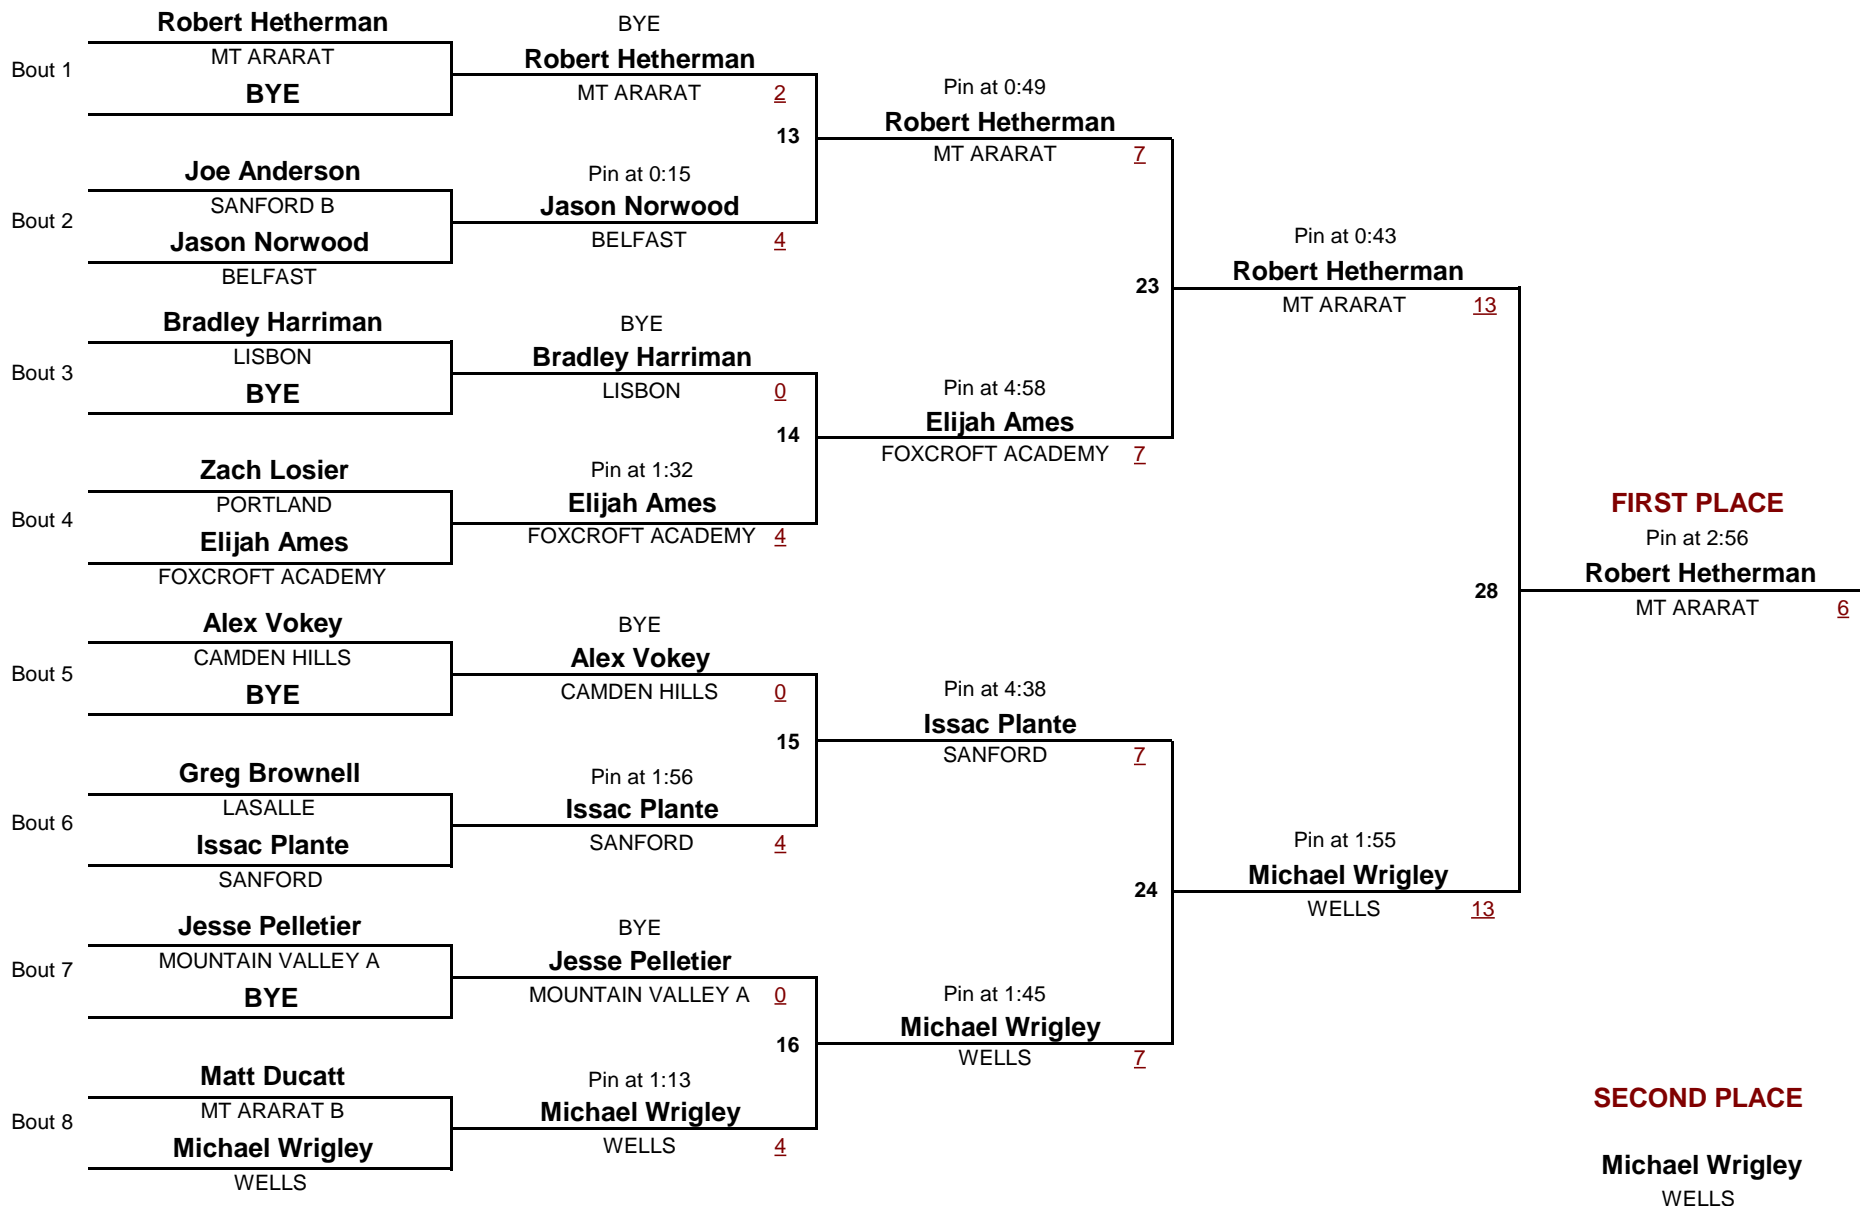 Robert Hetherman
Bout 1
MT ARARAT
BYE
BYE
Robert Hetherman
MT ARARAT 2
Joe Anderson
Bout 2
SANFORD B
Jason Norwood
BELFAST
Pin at 0:15
Jason Norwood
BELFAST 4
13
Pin at 0:49
Robert Hetherman
MT ARARAT 7
Bradley Harriman
Bout 3
LISBON
BYE
BYE
Bradley Harriman
LISBON 0
Zach Losier
Bout 4
PORTLAND
Elijah Ames
FOXCROFT ACADEMY
Pin at 1:32
Elijah Ames
FOXCROFT ACADEMY 4
14
Pin at 4:58
Elijah Ames
FOXCROFT ACADEMY 7
23
Pin at 0:43
Robert Hetherman
MT ARARAT 13
Alex Vokey
Bout 5
CAMDEN HILLS
BYE
BYE
Alex Vokey
CAMDEN HILLS 0
Greg Brownell
Bout 6
LASALLE
Issac Plante
SANFORD
Pin at 1:56
Issac Plante
SANFORD 4
15
Pin at 4:38
Issac Plante
SANFORD 7
Jesse Pelletier
Bout 7
MOUNTAIN VALLEY A
BYE
BYE
Jesse Pelletier
MOUNTAIN VALLEY A 0
Matt Ducatt
Bout 8
MT ARARAT B
Michael Wrigley
WELLS
Pin at 1:13
Michael Wrigley
WELLS 4
16
Pin at 1:45
Michael Wrigley
WELLS 7
24
Pin at 1:55
Michael Wrigley
WELLS 13
28
FIRST PLACE
Pin at 2:56
Robert Hetherman
MT ARARAT 6
SECOND PLACE
Michael Wrigley
WELLS